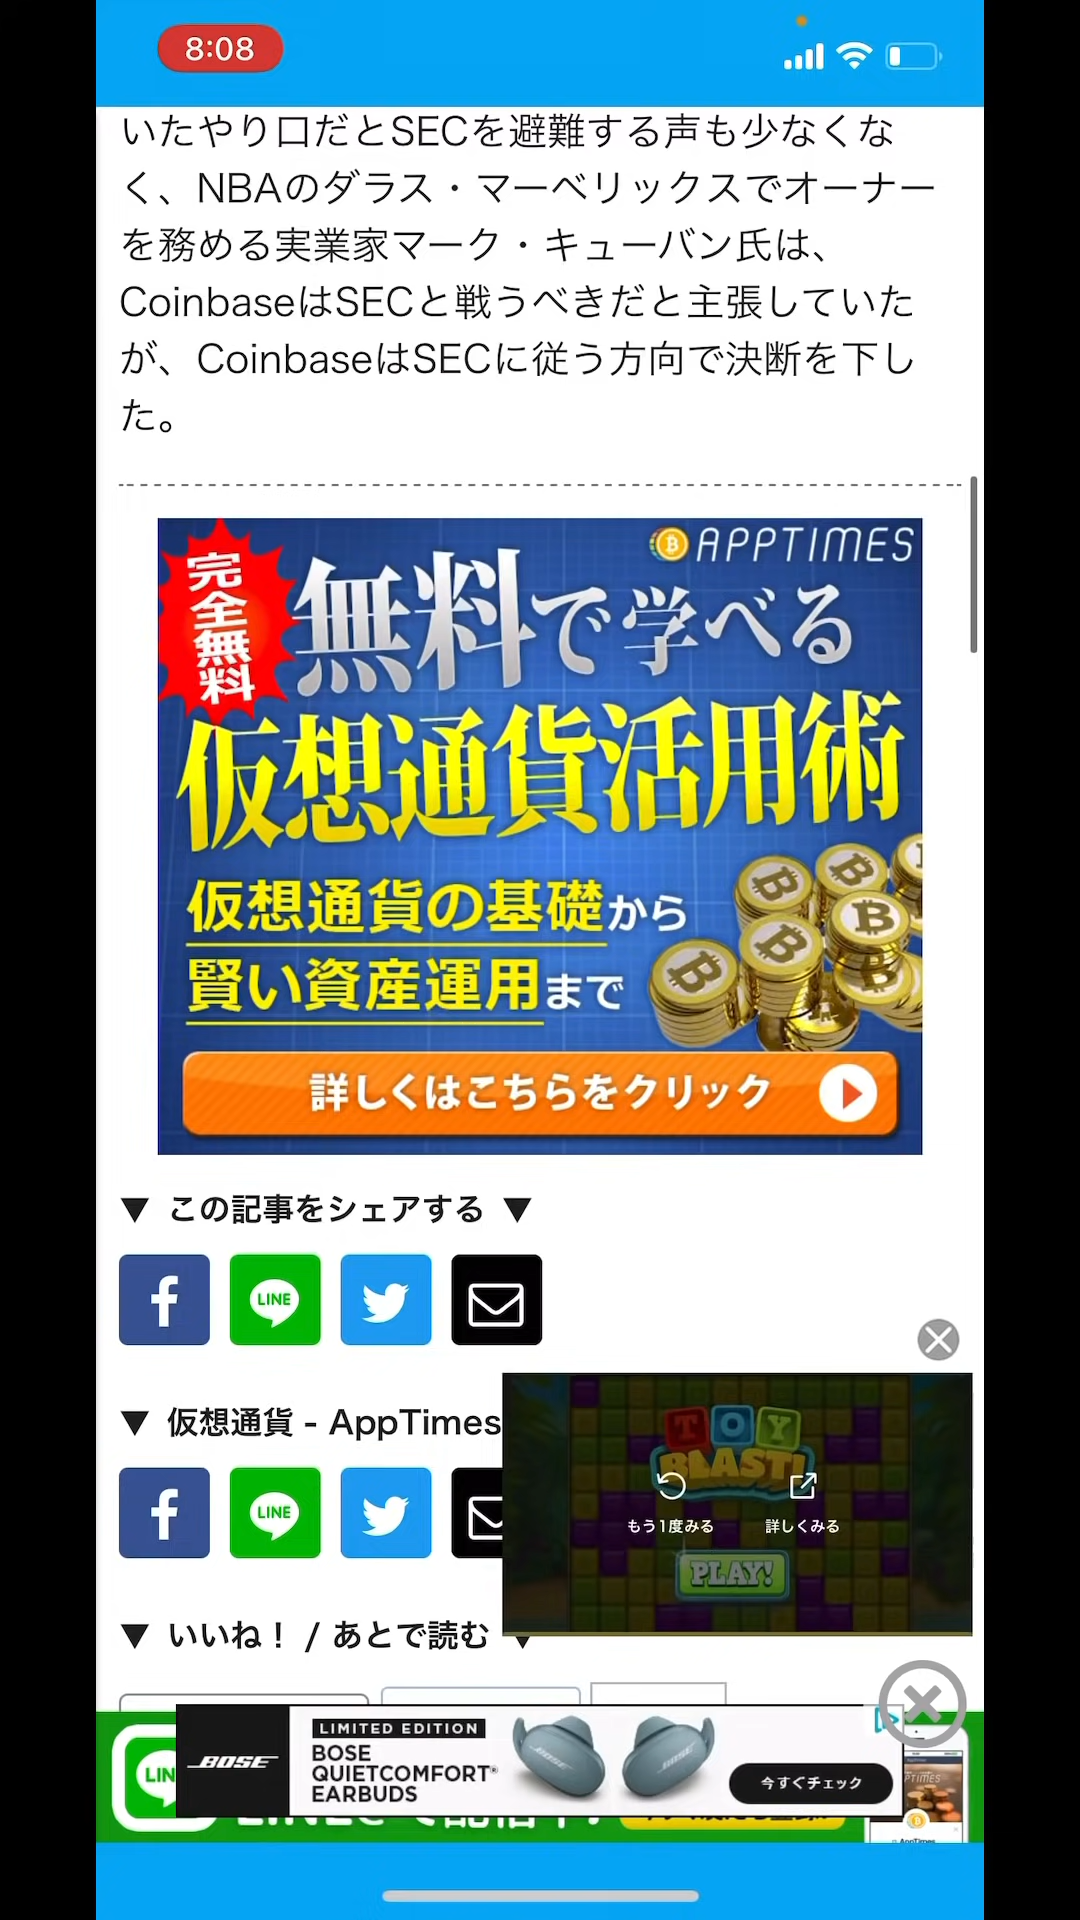 8:08
いたやり口だとSECを避難する声も少なくな
く、NBAのダラス・マーベリックスでオーナー
を務める実業家マーク・キューバン氏は、
CoinbaseはSECと戦うべきだと主張していた
が、CoinbaseはSECに従う方向で決断を下し
た。
完全無料
APPTIMES
無料で学べる
仮想通貨活用術
仮想通貨の基礎から
賢い資産運用まで
詳しくはこちらをクリック
▼ この記事をシェアする ▼
LINE
▼ 仮想通貨 - AppTimes
LINE
TOY
BLAST!
もう1度みる 詳しくみる
PLAY!
▼ いいね！ / あとで読む ▼
LIMITED EDITION
BOSE
BOSE
QUIETCOMFORT®
EARBUDS
今すぐチェック
LIN
AppTimes